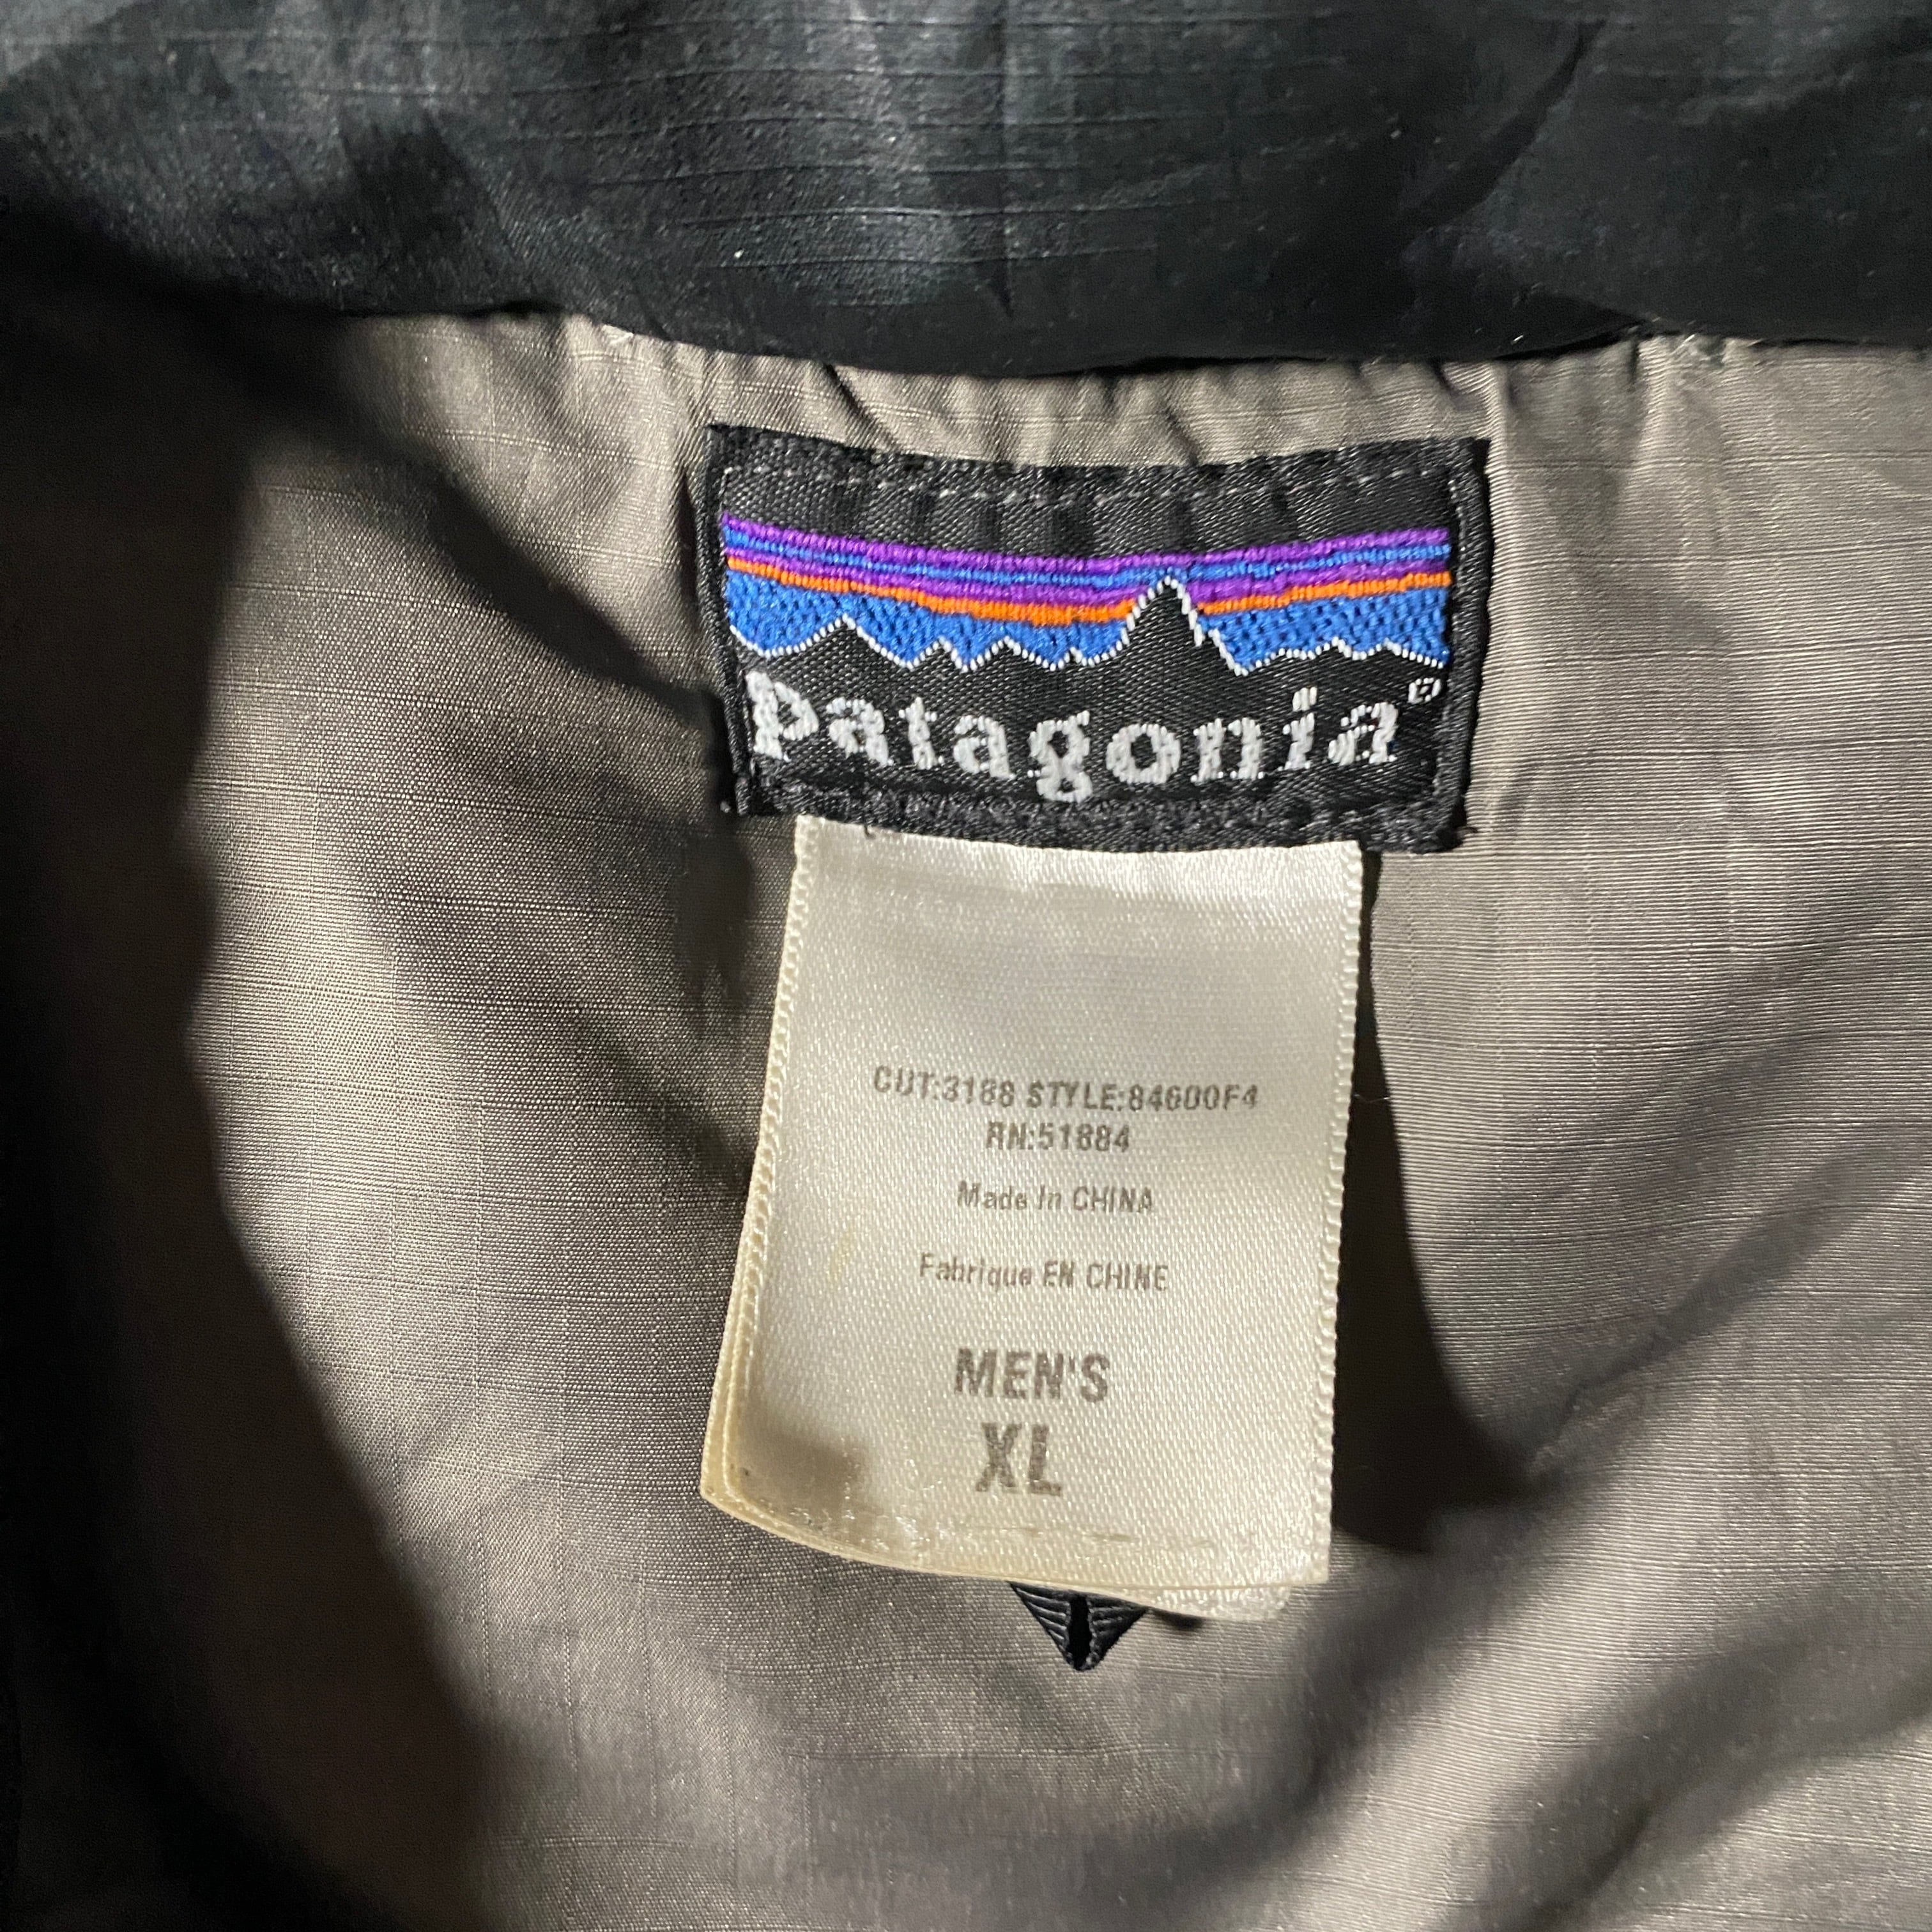 patagonia®
CUT:3188 STYLE:84600F4
RN:51884
Made In CHINA
Fabrique EN CHINE
MEN'S
XL